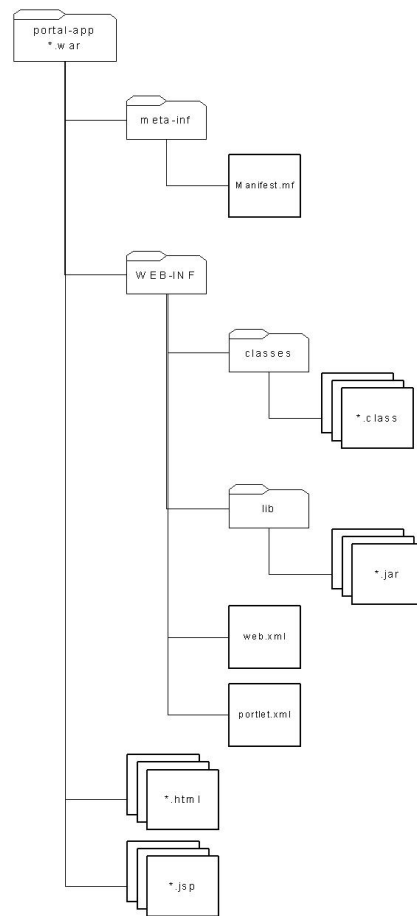 portal-app
*.war
meta-inf
Manifest.mf
WEB-INF
classes
*.class
lib
*.jar
web.xml
portlet.xml
*.html
*.jsp